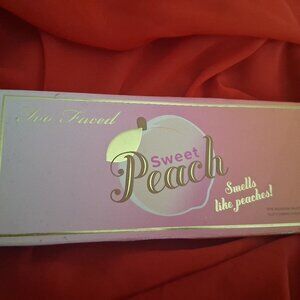 Too Faced
Sweet
Peach
Smells
like peaches!